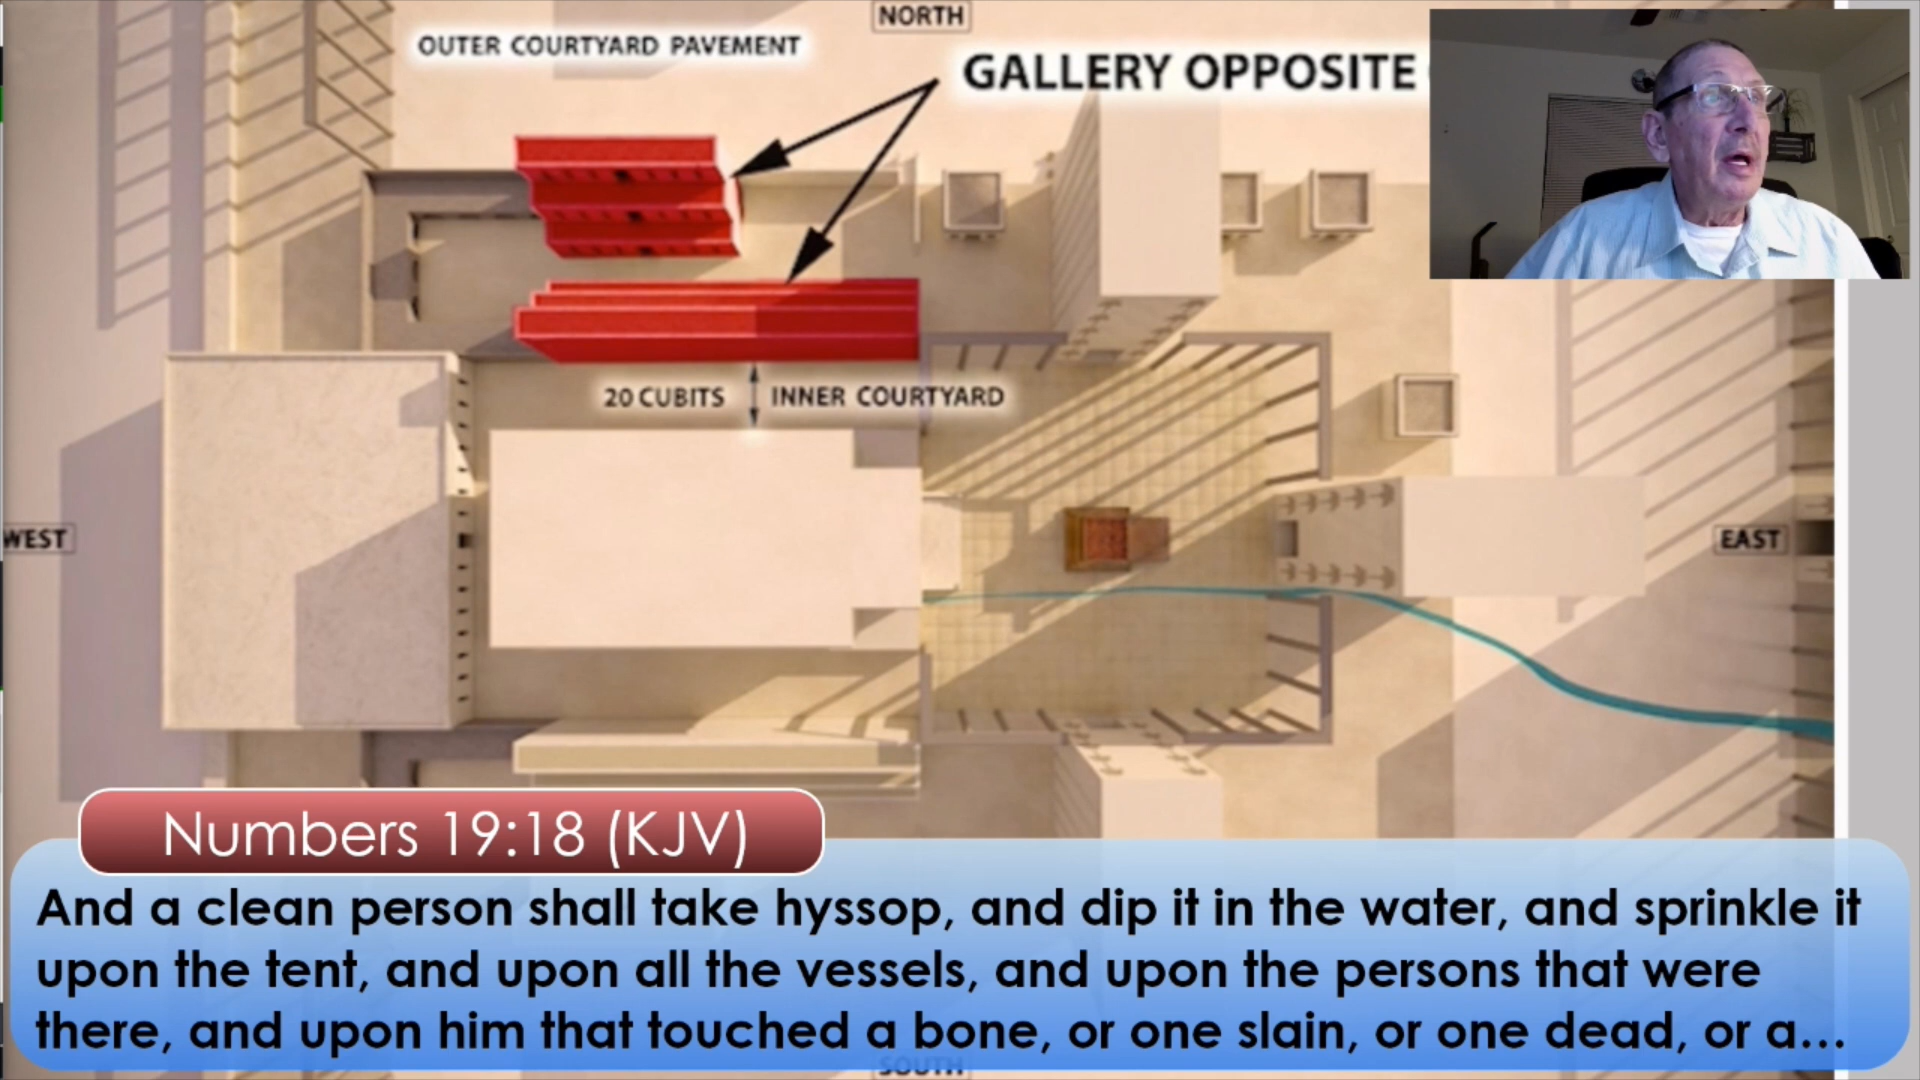 NORTH
OUTER COURTYARD PAVEMENT
GALLERY OPPOSITE
20 CUBITS
INNER COURTYARD
WEST
EAST
Numbers 19:18 (KJV)
And a clean person shall take hyssop, and dip it in the water, and sprinkle it
upon the tent, and upon all the vessels, and upon the persons that were
there, and upon him that touched a bone, or one slain, or one dead, or a...
SOUTH